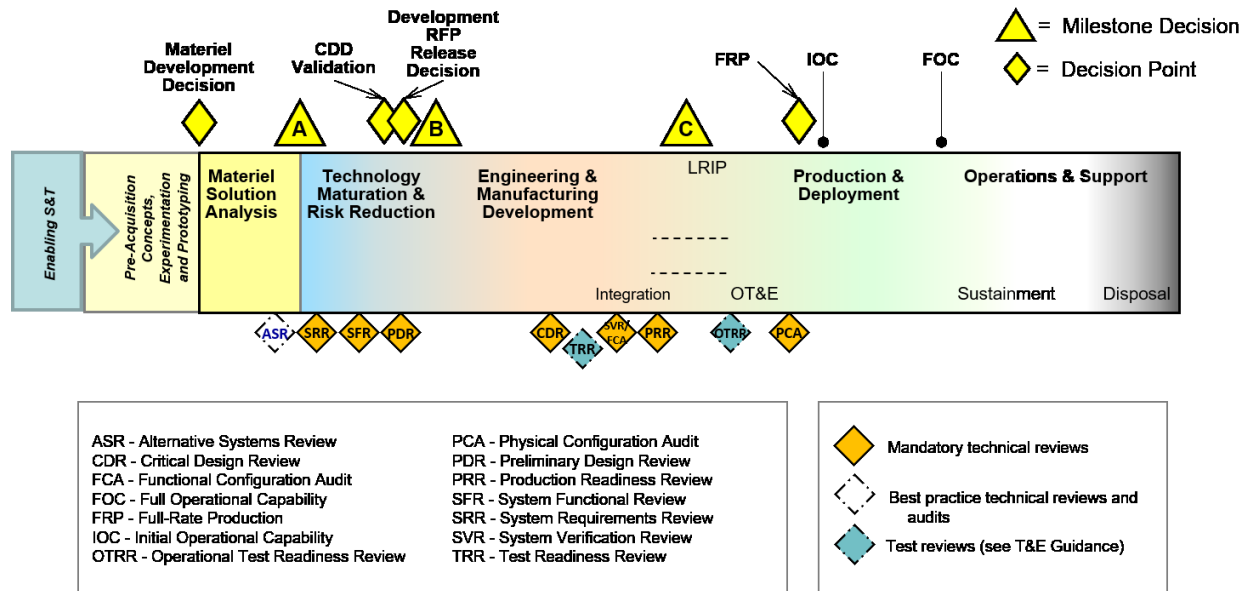 Development
RFP
Release
Decision
CDD
Validation
Materiel
Development
Decision
FRP
IOC
FOC
= Milestone Decision
= Decision Point
A
B
C
Enabling S&T
Pre-Acquisition
Concepts,
Experimentation
and Prototyping
Materiel
Solution
Analysis
Technology
Maturation &
Risk Reduction
Engineering &
Manufacturing
Development
LRIP
Production &
Deployment
Operations & Support
Integration
OT&E
Sustainment
Disposal
ASR
SRR
SFR
PDR
CDR
TRR
SVR/
FCA
PRR
OTRR
PCA
ASR - Alternative Systems Review
CDR - Critical Design Review
FCA - Functional Configuration Audit
FOC - Full Operational Capability
FRP - Full-Rate Production
IOC - Initial Operational Capability
OTRR - Operational Test Readiness Review
PCA - Physical Configuration Audit
PDR - Preliminary Design Review
PRR - Production Readiness Review
SFR - System Functional Review
SRR - System Requirements Review
SVR - System Verification Review
TRR - Test Readiness Review
Mandatory technical reviews
Best practice technical reviews and
audits
Test reviews (see T&E Guidance)